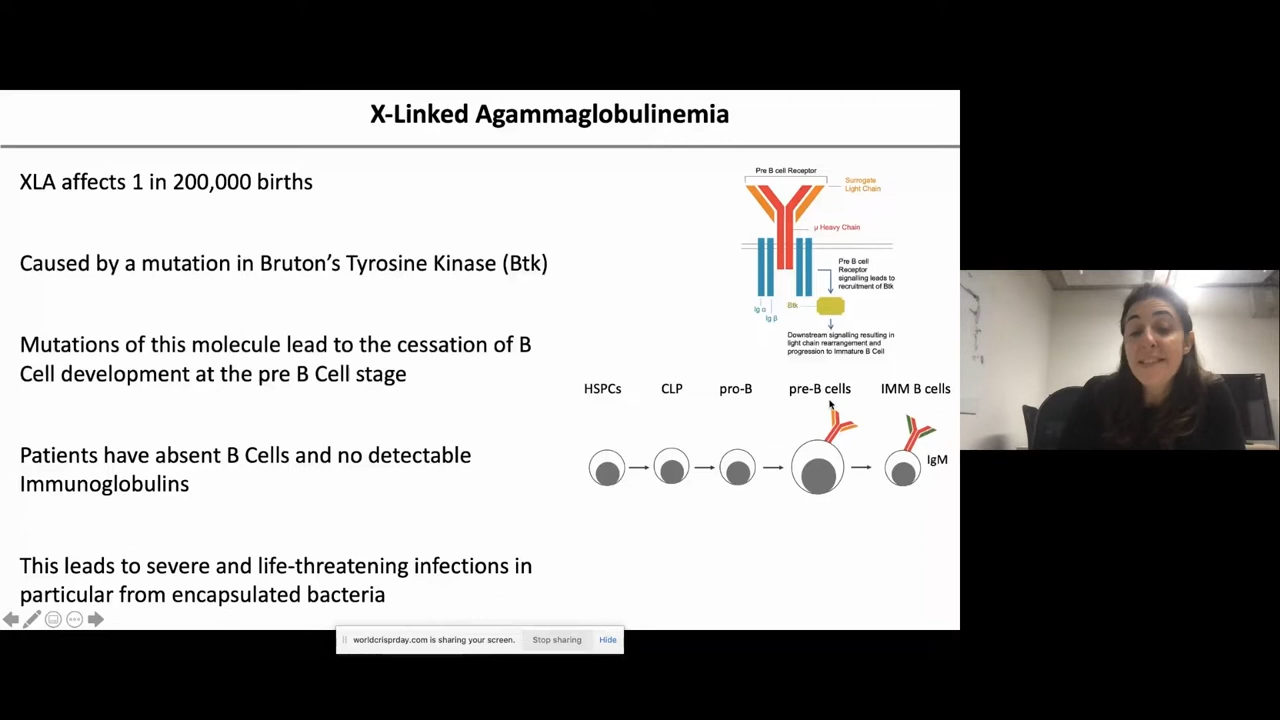 X-Linked Agammaglobulinemia
XLA affects 1 in 200,000 births
Caused by a mutation in Bruton's Tyrosine Kinase (Btk)
Mutations of this molecule lead to the cessation of B
Cell development at the pre B Cell stage
Patients have absent B Cells and no detectable
Immunoglobulins
This leads to severe and life-threatening infections in
particular from encapsulated bacteria
Pre B cell Receptor
Surrogate
Light Chain
μ Heavy Chain
Pre B cell
Receptor
signalling leads to
recruitment of Btk
Btk
Ig α
Ig β
Downstream signalling resulting in
light chain rearrangement and
progression to Immature B Cell
HSPCs CLP pro-B pre-B cells IMM B cells
IgM
worldcrisprday.com is sharing your screen. Stop sharing Hide